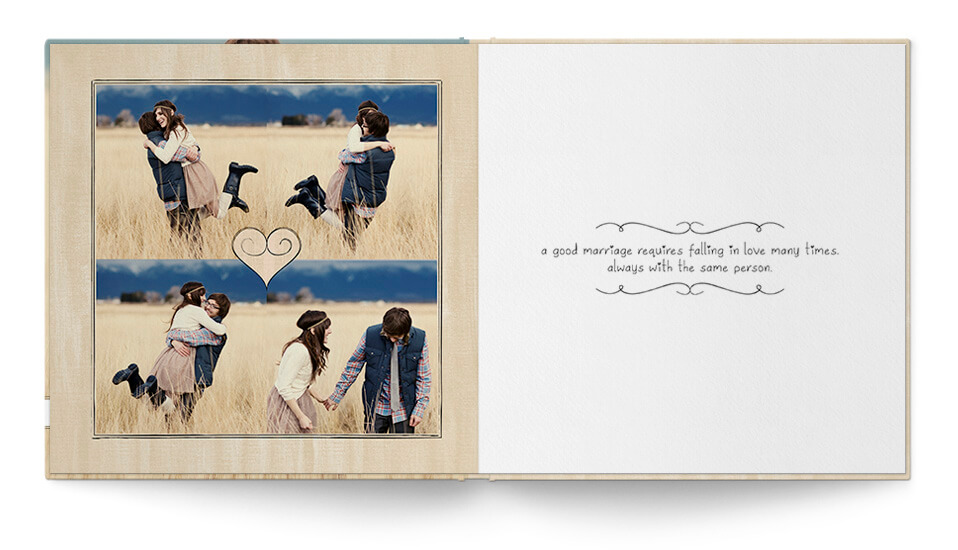 a good marriage requires falling in love many times.
always with the same person.